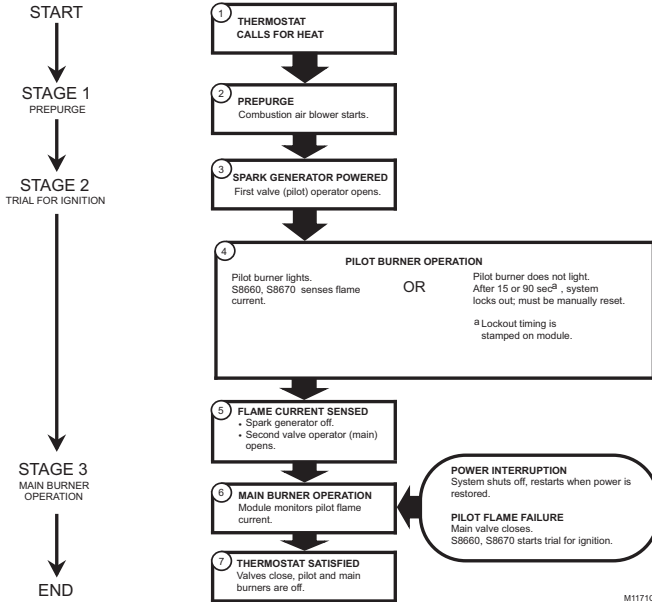 START
STAGE 1
PREPURGE
STAGE 2
TRIAL FOR IGNITION
STAGE 3
MAIN BURNER
OPERATION
END
1
THERMOSTAT
CALLS FOR HEAT
2
PREPURGE
Combustion air blower starts.
3
SPARK GENERATOR POWERED
First valve (pilot) operator opens.
4
PILOT BURNER OPERATION
Pilot burner lights.
S8660, S8670 senses flame
current.
OR
Pilot burner does not light.
After 15 or 90 secᵃ , system
locks out; must be manually reset.
ᵃ Lockout timing is
stamped on module.
5
FLAME CURRENT SENSED
• Spark generator off.
• Second valve operator (main)
opens.
6
MAIN BURNER OPERATION
Module monitors pilot flame
current.
POWER INTERRUPTION
System shuts off, restarts when power is
restored.
PILOT FLAME FAILURE
Main valve closes.
S8660, S8670 starts trial for ignition.
7
THERMOSTAT SATISFIED
Valves close, pilot and main
burners are off.